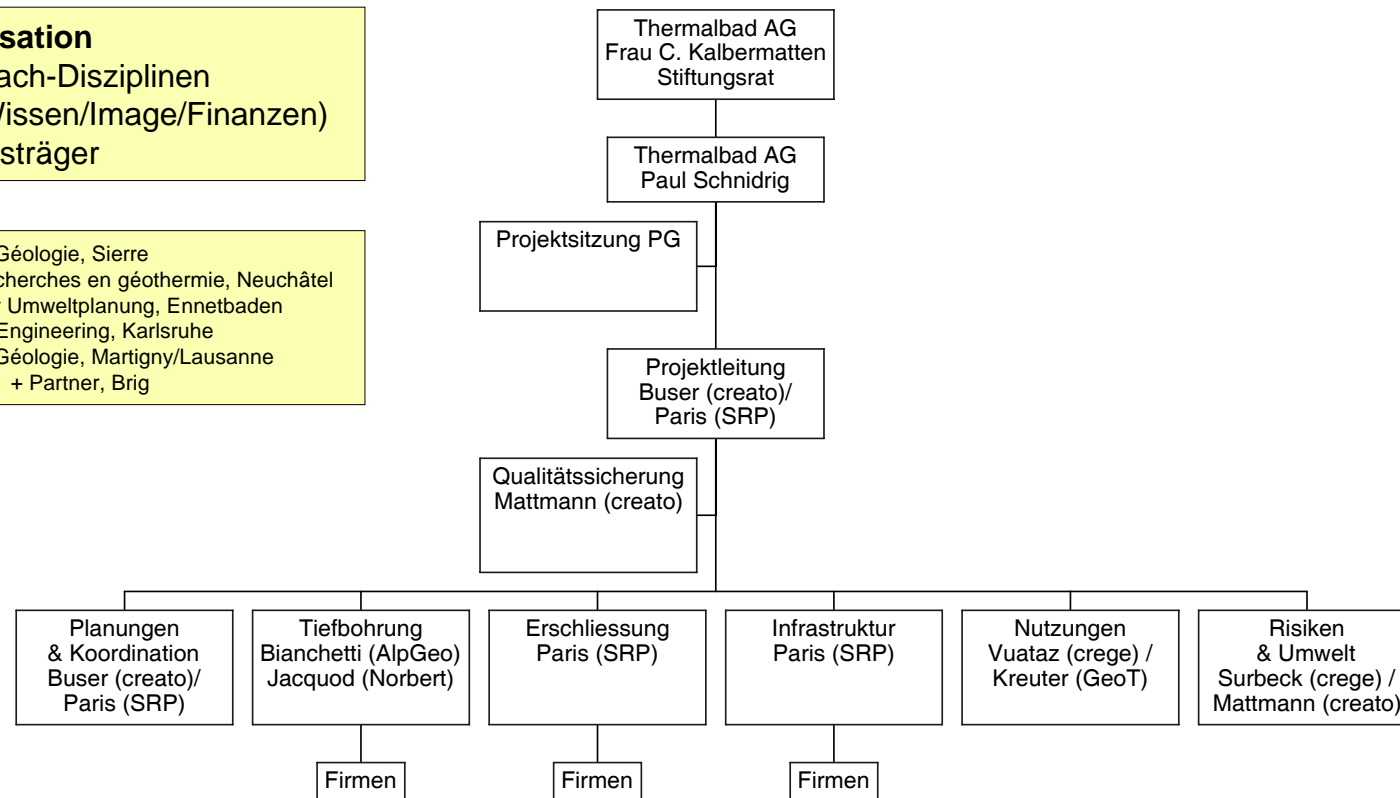 sation
ach-Disziplinen
Wissen/Image/Finanzen)
sträger
Géologie, Sierre
cherches en géothermie, Neuchâtel
Umweltplanung, Ennetbaden
Engineering, Karlsruhe
Géologie, Martigny/Lausanne
+ Partner, Brig
Thermalbad AG
Frau C. Kalbermatten
Stiftungsrat
Thermalbad AG
Paul Schnidrig
Projektsitzung PG
Projektleitung
Buser (creato)/
Paris (SRP)
Qualitätssicherung
Mattmann (creato)
Planungen
& Koordination
Buser (creato)/
Paris (SRP)
Tiefbohrung
Bianchetti (AlpGeo)
Jacquod (Norbert)
Erschliessung
Paris (SRP)
Infrastruktur
Paris (SRP)
Nutzungen
Vuataz (crege) /
Kreuter (GeoT)
Risiken
& Umwelt
Surbeck (crege) /
Mattmann (creato)
Firmen
Firmen
Firmen